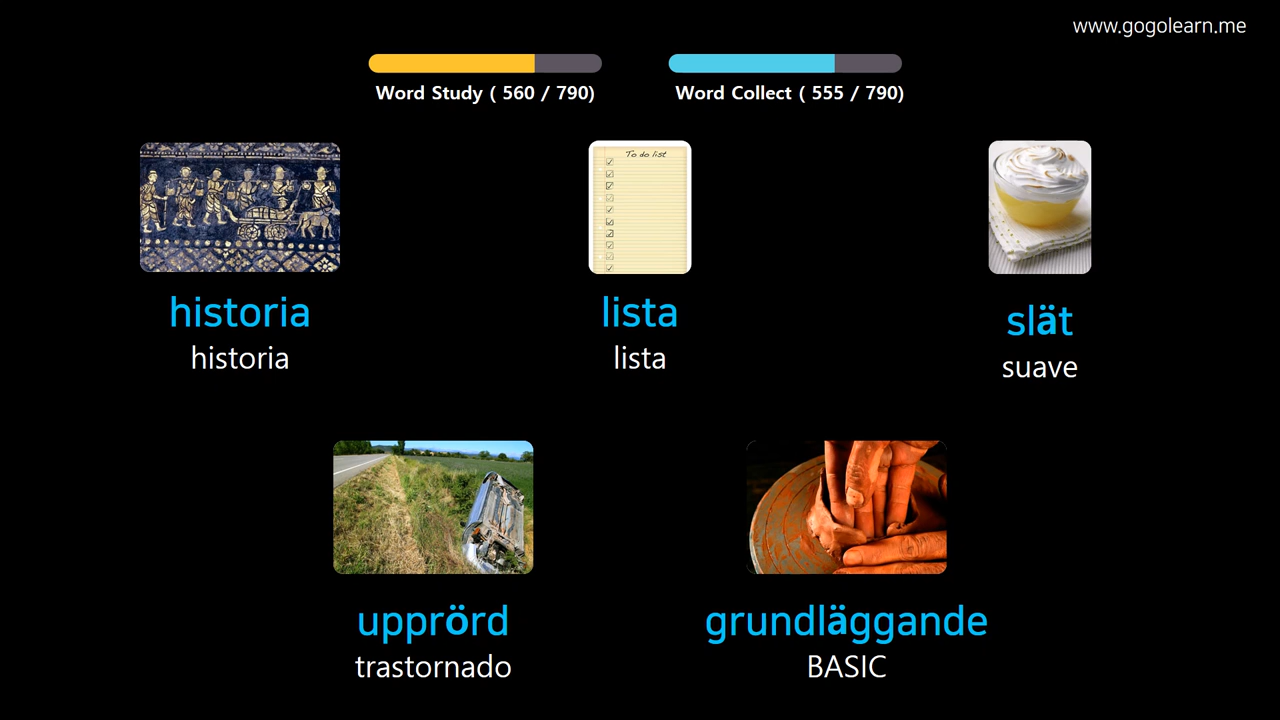 www.gogolearn.me
Word Study ( 560 / 790)
Word Collect ( 555 / 790)
To do list
historia
historia
lista
lista
slät
suave
upprörd
trastornado
grundläggande
BASIC